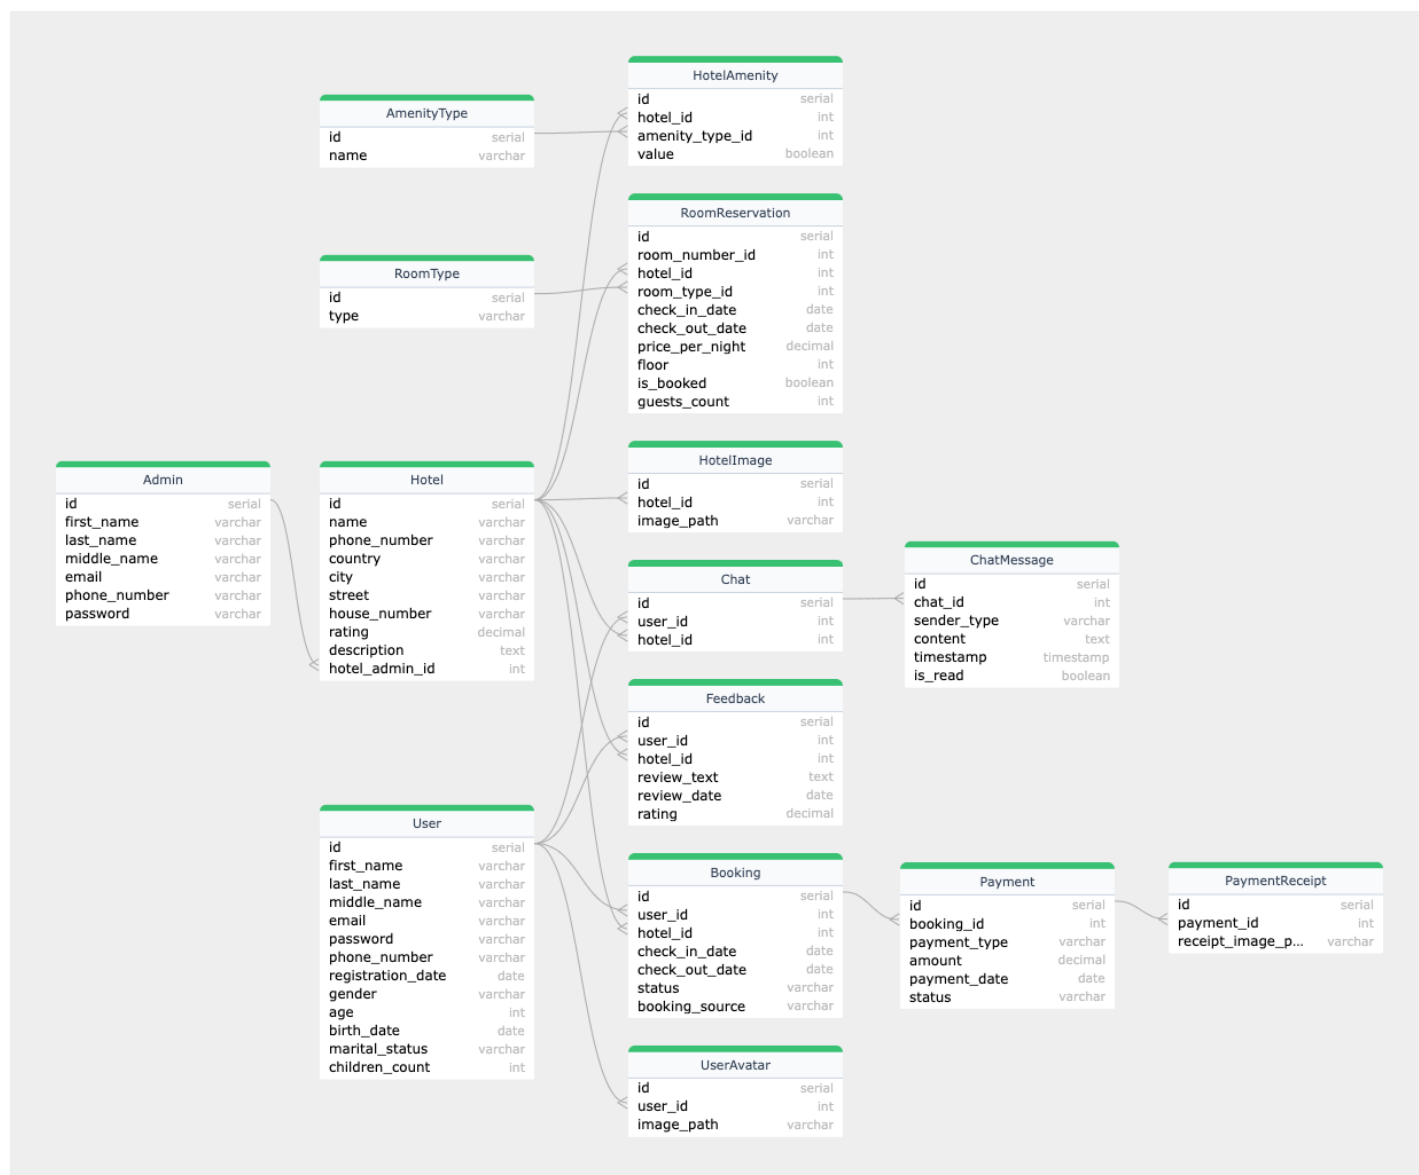 HotelAmenity
id serial
hotel_id int
amenity_type_id int
value boolean
AmenityType
id serial
name varchar
RoomReservation
id serial
room_number_id int
hotel_id int
room_type_id int
check_in_date date
check_out_date date
price_per_night decimal
floor int
is_booked boolean
guests_count int
RoomType
id serial
type varchar
HotelImage
id serial
hotel_id int
image_path varchar
Admin
id serial
first_name varchar
last_name varchar
middle_name varchar
email varchar
phone_number varchar
password varchar
Hotel
id serial
name varchar
phone_number varchar
country varchar
city varchar
street varchar
house_number varchar
rating decimal
description text
hotel_admin_id int
Chat
id serial
user_id int
hotel_id int
ChatMessage
id serial
chat_id int
sender_type varchar
content text
timestamp timestamp
is_read boolean
Feedback
id serial
user_id int
hotel_id int
review_text text
review_date date
rating decimal
User
id serial
first_name varchar
last_name varchar
middle_name varchar
email varchar
password varchar
phone_number varchar
registration_date date
gender varchar
age int
birth_date date
marital_status varchar
children_count int
Booking
id serial
user_id int
hotel_id int
check_in_date date
check_out_date date
status varchar
booking_source varchar
Payment
id serial
booking_id int
payment_type varchar
amount decimal
payment_date date
status varchar
PaymentReceipt
id serial
payment_id int
receipt_image_p... varchar
UserAvatar
id serial
user_id int
image_path varchar